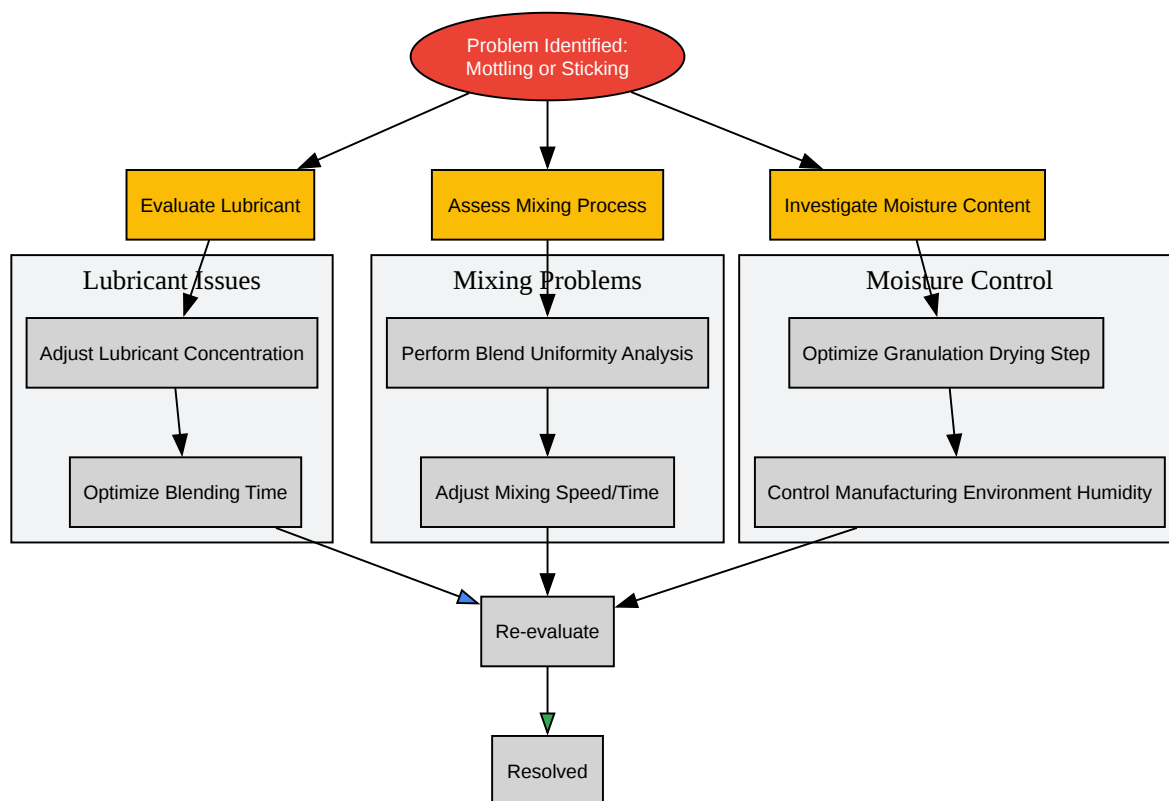 Problem Identified:
Mottling or Sticking
Evaluate Lubricant
Assess Mixing Process
Investigate Moisture Content
Lubricant Issues
Mixing Problems
Moisture Control
Adjust Lubricant Concentration
Perform Blend Uniformity Analysis
Optimize Granulation Drying Step
Optimize Blending Time
Adjust Mixing Speed/Time
Control Manufacturing Environment Humidity
Re-evaluate
Resolved